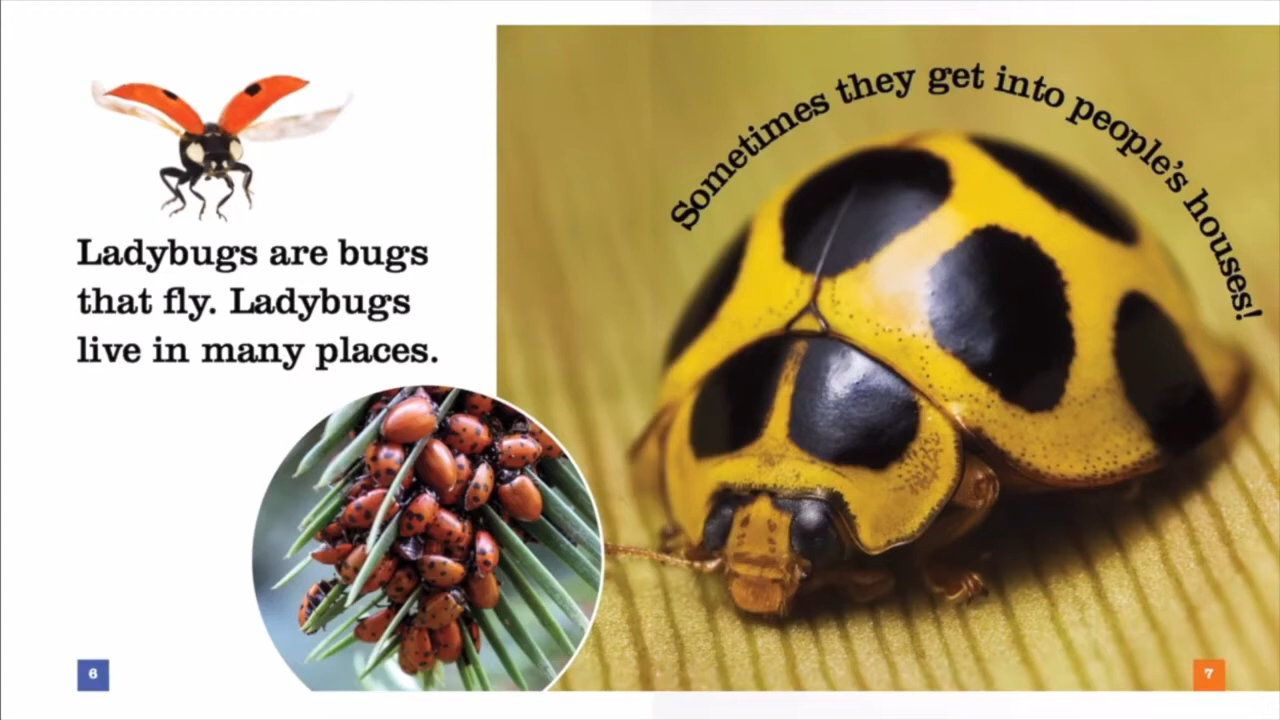 Ladybugs are bugs
that fly. Ladybugs
live in many places.
6
Sometimes they get into people's houses!
7